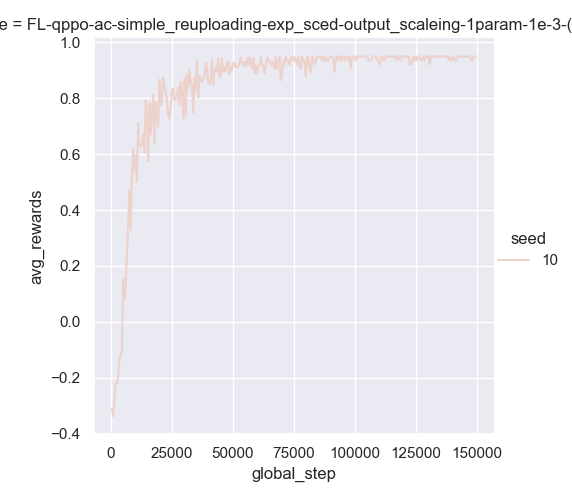 e = FL-qppo-ac-simple_reuploading-exp_sced-output_scaleing-1param-1e-3-(
1.0
0.8
0.6
0.4
0.2
0.0
−0.2
−0.4
avg_rewards
0 25000 50000 75000 100000 125000 150000
global_step
seed
10